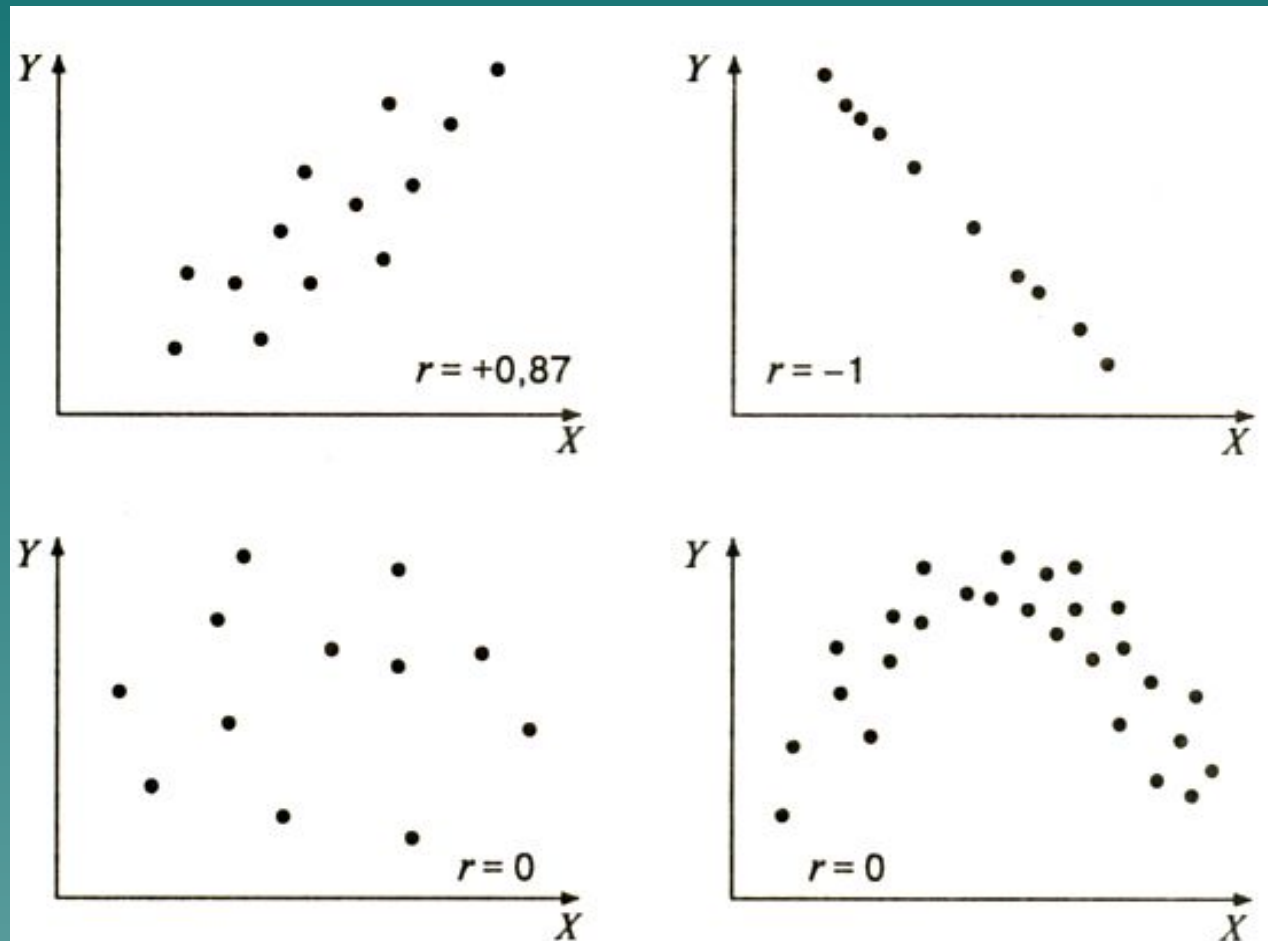 Y
r = +0,87
X
Y
r = −1
X
Y
r = 0
X
Y
r = 0
X